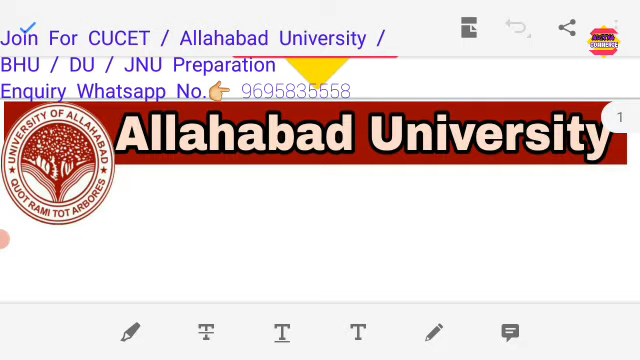 Join For CUCET / Allahabad University /
BHU / DU / JNU Preparation
Enquiry Whatsapp No.👉 9695835558
Allahabad University
1
UNIVERSITY OF ALLAHABAD
QUOT RAMI TOT ARBORES
T T T